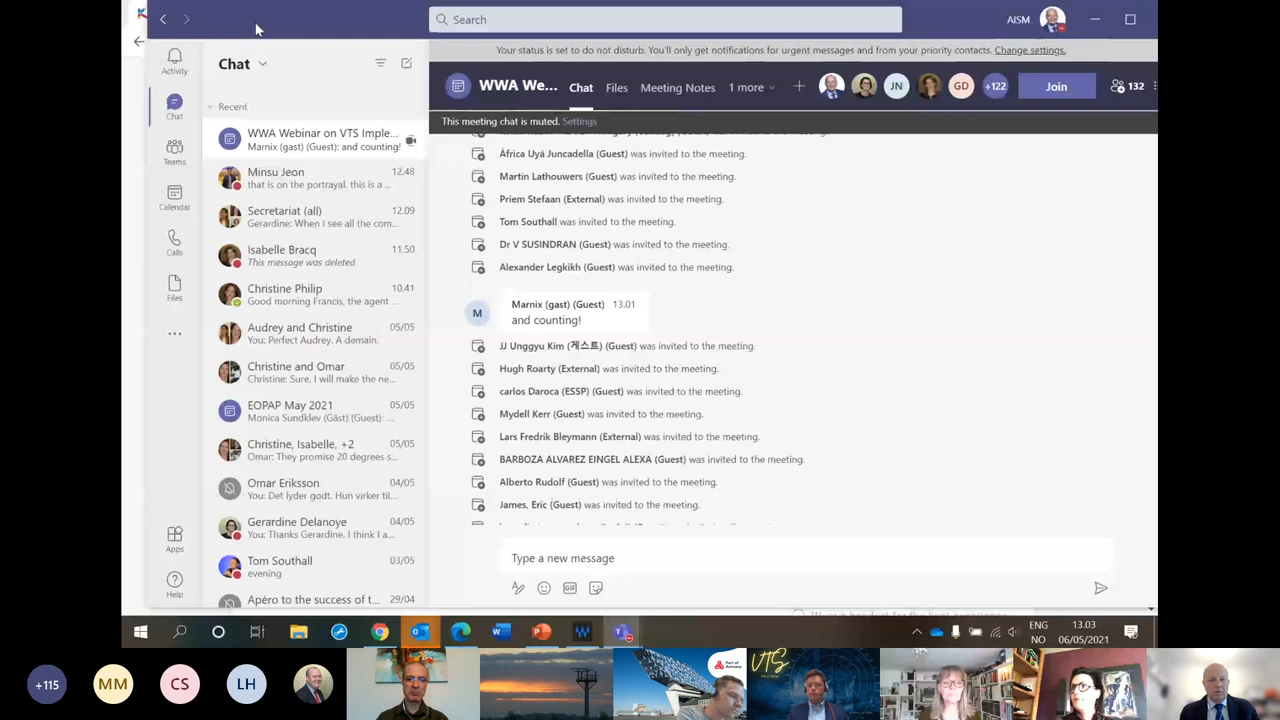 Search
AISM
Your status is set to do not disturb. You'll only get notifications for urgent messages and from your priority contacts. Change settings.
Activity
Chat
Teams
Calendar
Calls
Files
Apps
Help
Chat
Recent
WWA Webinar on VTS Imple...
Marnix (gast) (Guest): and counting!
Minsu Jeon 12.48
that is on the portrayal. this is a ...
Secretariat (all) 12.09
Gerardine: When I see all the com...
Isabelle Bracq 11.50
This message was deleted
Christine Philip 10.41
Good morning Francis, the agent ...
Audrey and Christine 05/05
You: Perfect Audrey. A demain.
Christine and Omar 05/05
Christine: Sure, I will make the ne...
EOPAP May 2021 05/05
Monica Sundklev (Gäst) (Guest): ...
Christine, Isabelle, +2 05/05
Omar: They promise 20 degrees s...
Omar Eriksson 04/05
You: Det lyder godt. Hun virker til...
Gerardine Delanoye 04/05
You: Thanks Gerardine. I think I a...
Tom Southall 03/05
evening
Apéro to the success of t... 29/04
WWA We... Chat Files Meeting Notes 1 more JN GD +122 Join 132
This meeting chat is muted. Settings
África Uyá Juncadella (Guest) was invited to the meeting.
Martin Lathouwers (Guest) was invited to the meeting.
Priem Stefaan (External) was invited to the meeting.
Tom Southall was invited to the meeting.
Dr V SUSINDRAN (Guest) was invited to the meeting.
Alexander Legkikh (Guest) was invited to the meeting.
M
Marnix (gast) (Guest) 13.01
and counting!
JJ Unggyu Kim (게스트) (Guest) was invited to the meeting.
Hugh Roarty (External) was invited to the meeting.
carlos Daroca (ESSP) (Guest) was invited to the meeting.
Mydell Kerr (Guest) was invited to the meeting.
Lars Fredrik Bleymann (External) was invited to the meeting.
BARBOZA ALVAREZ EINGEL ALEXA (Guest) was invited to the meeting.
Alberto Rudolf (Guest) was invited to the meeting.
James, Eric (Guest) was invited to the meeting.
Type a new message
GIF
ENG
NO
13.03
06/05/2021
+115
MM
CS
LH
Port of Antwerp
VTS